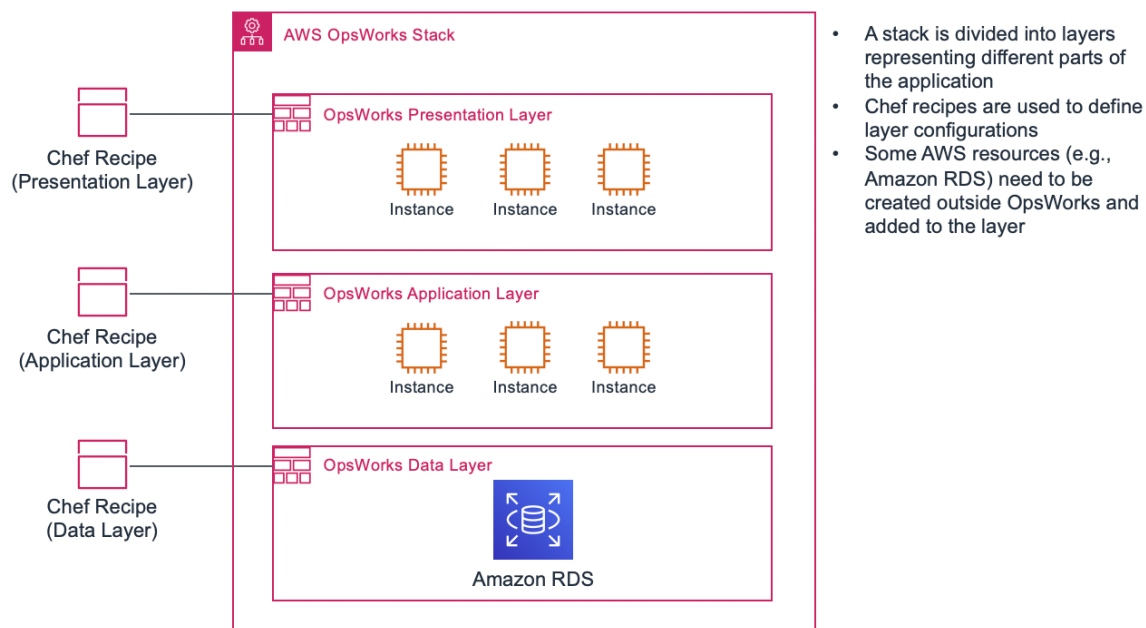 AWS OpsWorks Stack
OpsWorks Presentation Layer
Chef Recipe
(Presentation Layer)
Instance
Instance
Instance
OpsWorks Application Layer
Chef Recipe
(Application Layer)
Instance
Instance
Instance
OpsWorks Data Layer
Chef Recipe
(Data Layer)
Amazon RDS
• A stack is divided into layers
representing different parts of
the application
• Chef recipes are used to define
layer configurations
• Some AWS resources (e.g.,
Amazon RDS) need to be
created outside OpsWorks and
added to the layer